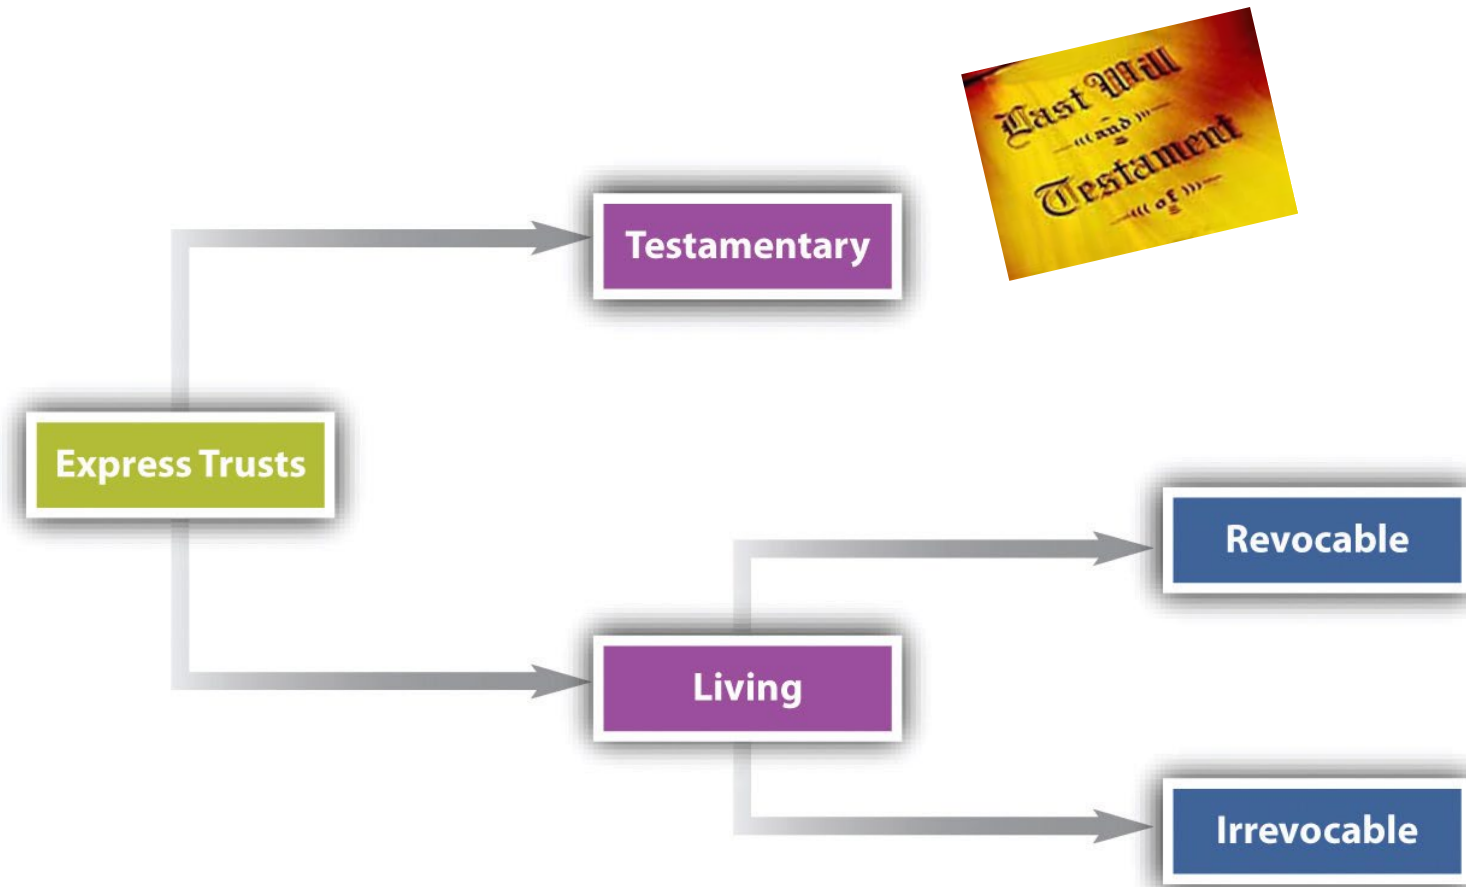 Last Will
and
Testament
of
Testamentary
Express Trusts
Revocable
Living
Irrevocable